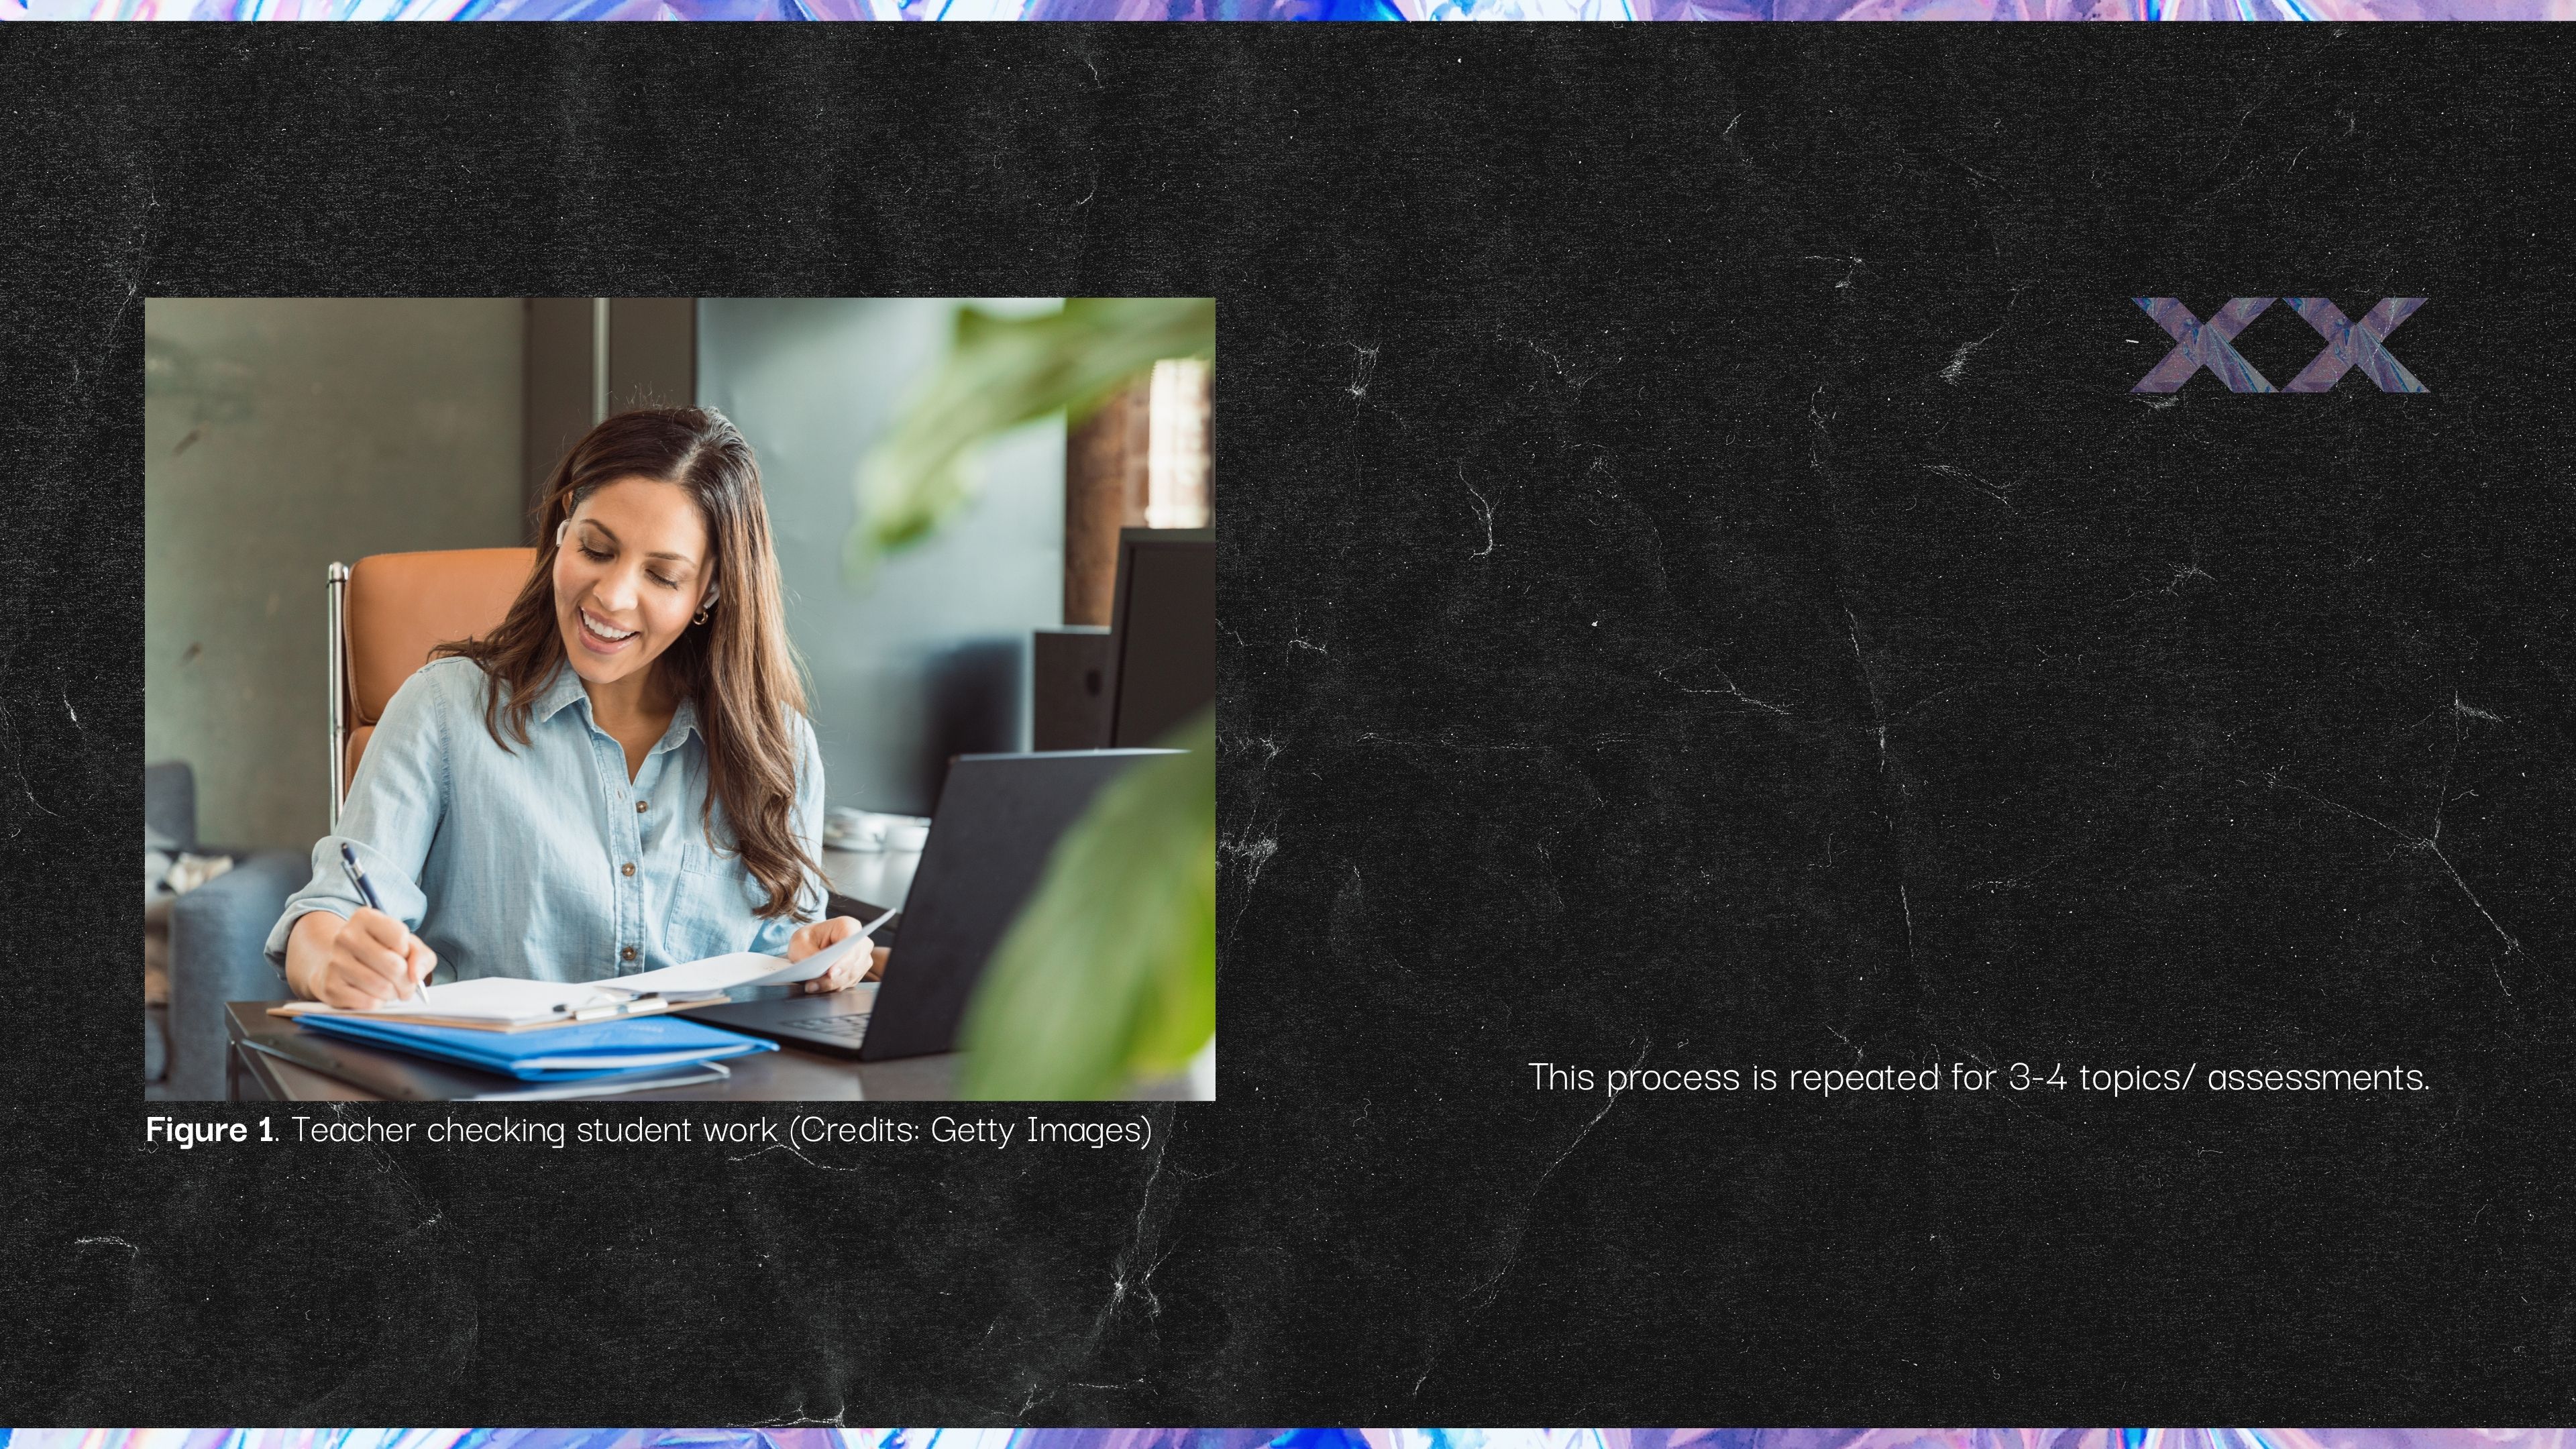 XX
This process is repeated for 3-4 topics/ assessments.
Figure 1. Teacher checking student work (Credits: Getty Images)